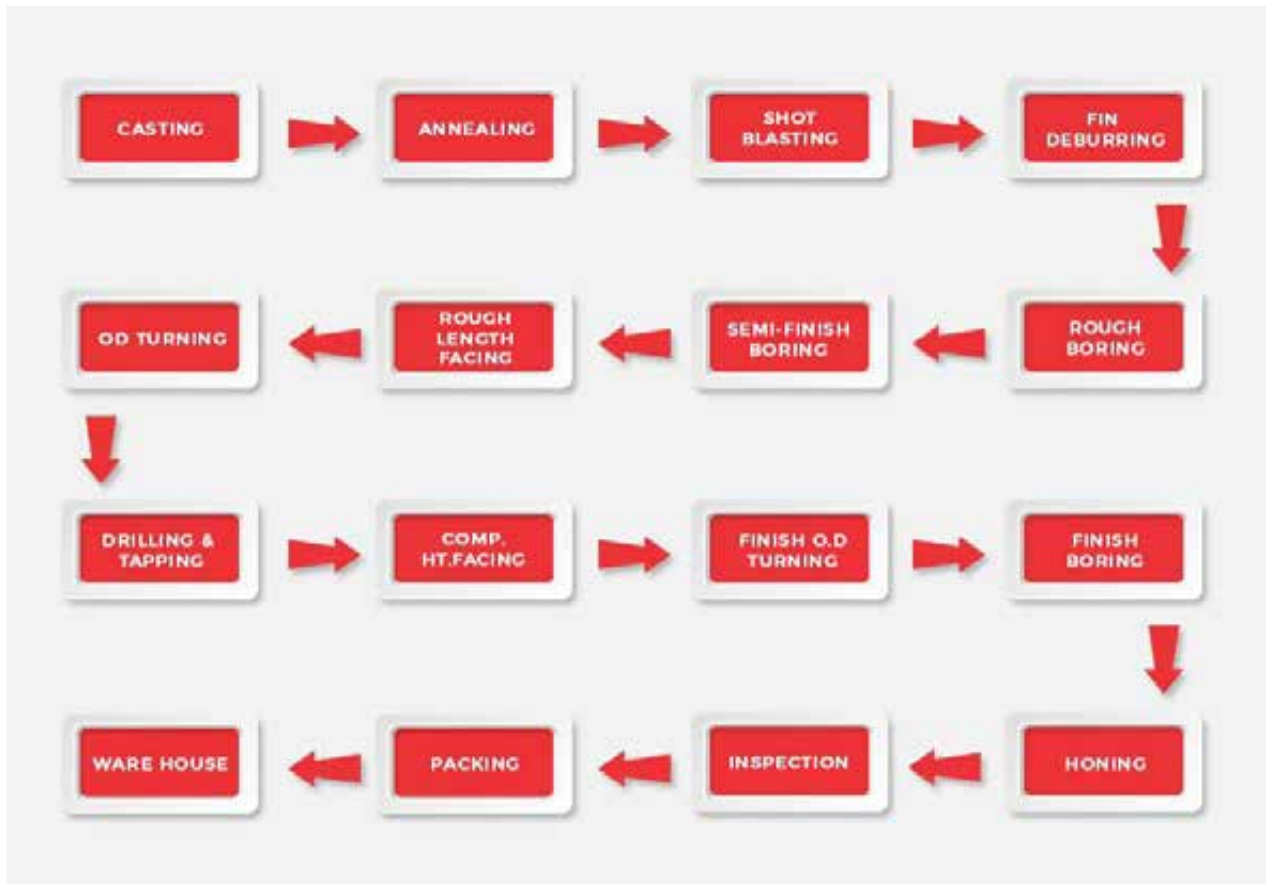 CASTING
ANNEALING
SHOT
BLASTING
FIN
DEBURRING
ROUGH
BORING
SEMI-FINISH
BORING
ROUGH
LENGTH
FACING
OD TURNING
DRILLING &
TAPPING
COMP.
HT.FACING
FINISH O.D
TURNING
FINISH
BORING
HONING
INSPECTION
PACKING
WARE HOUSE